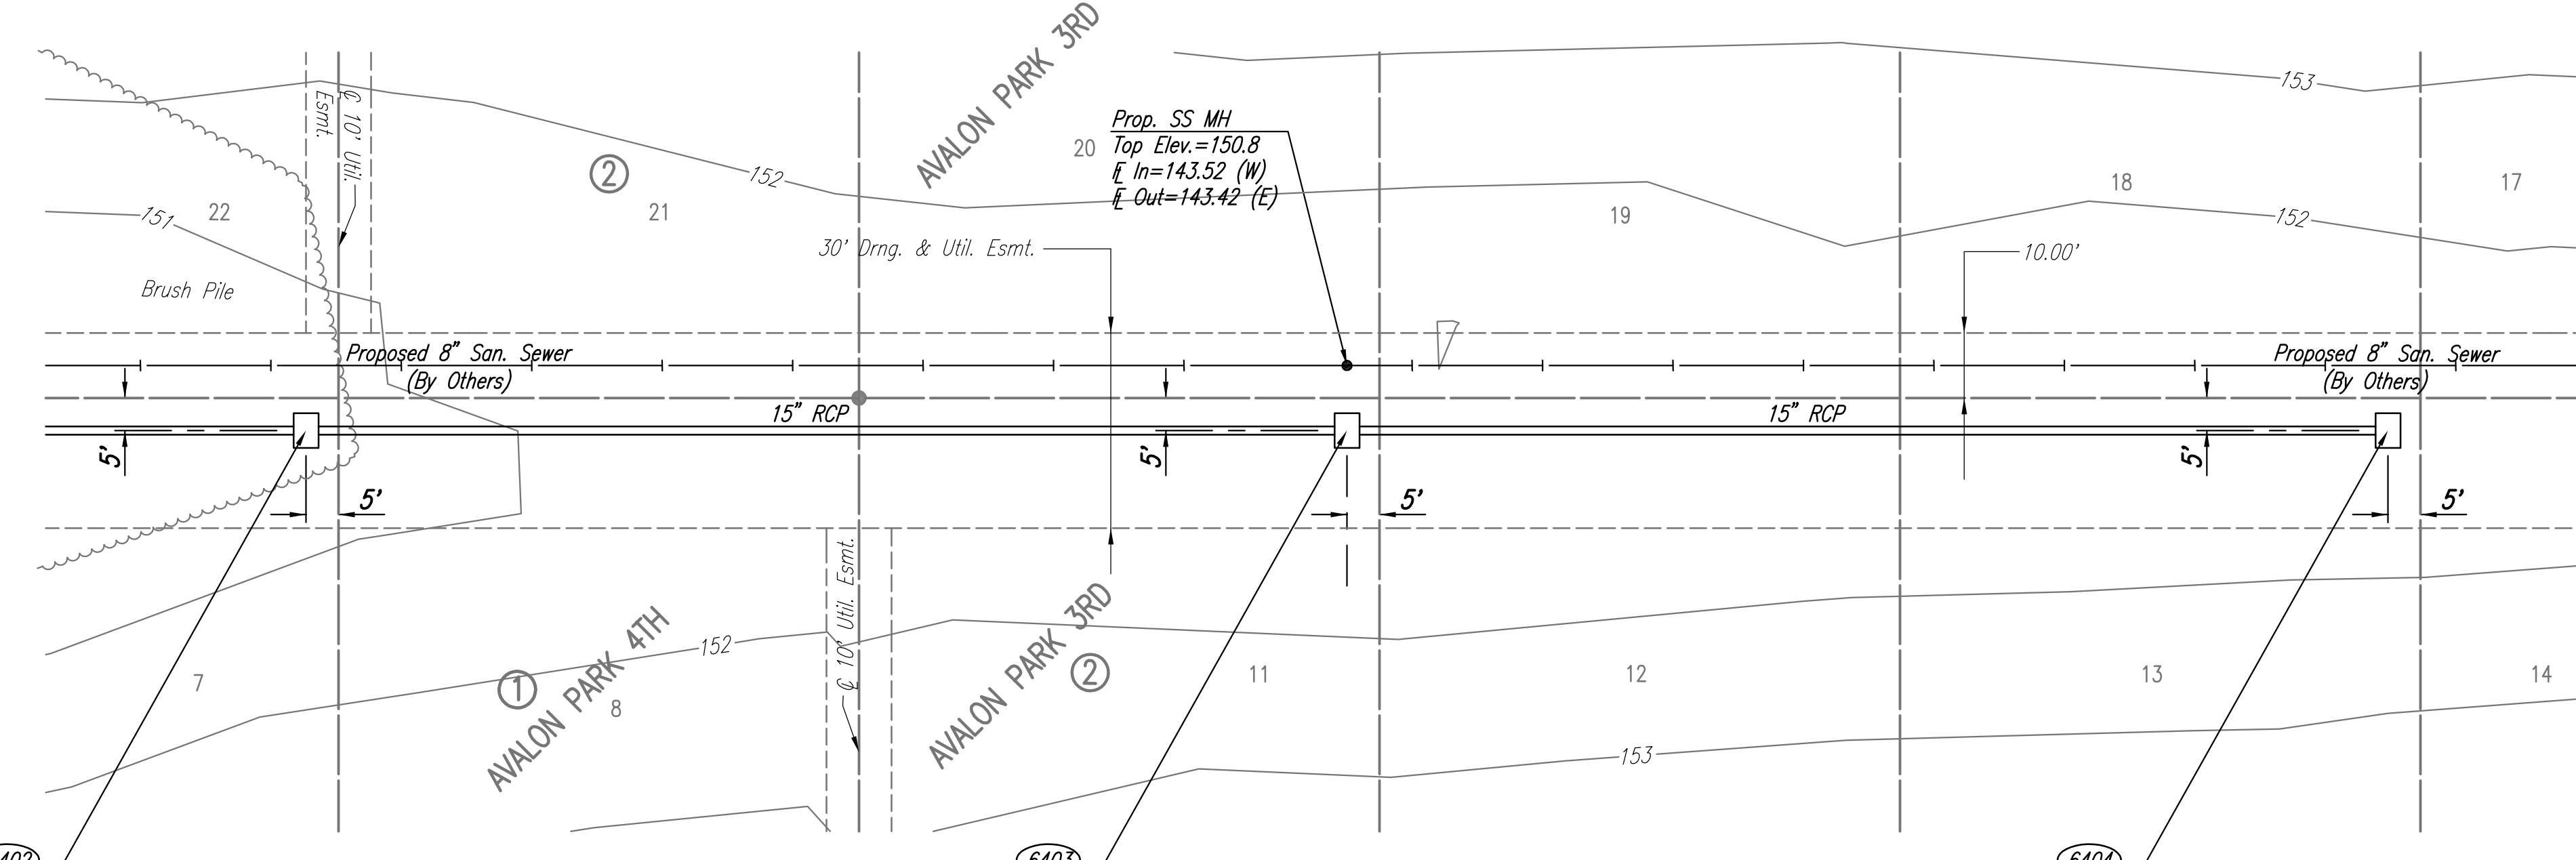 AVALON PARK 3RD
153
℄ 10' Util.
Esmt.
Prop. SS MH
Top Elev.=150.8
20
2
152
F̵L In=143.52 (W)
F̵L Out=143.42 (E)
18
17
22
151
21
19
152
30' Drng. & Util. Esmt.
10.00'
Brush Pile
Proposed 8" San. Sewer
(By Others)
Proposed 8" San. Sewer
(By Others)
15" RCP
15" RCP
5'
5'
5'
5'
5'
5'
℄ 10' Util. Esmt.
152
7
1
AVALON PARK 4TH
8
AVALON PARK 3RD
2
11
12
13
14
153
6403
6404